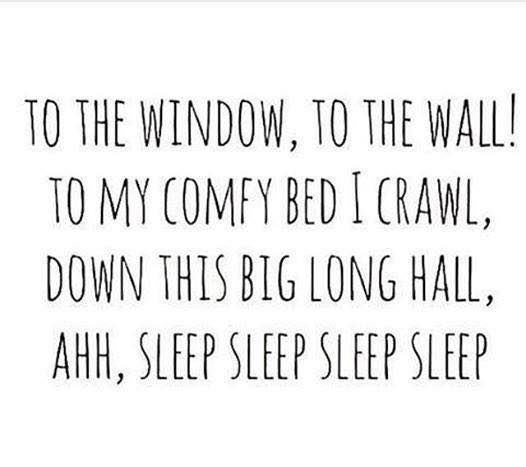 TO THE WINDOW, TO THE WALL!
TO MY COMFY BED I CRAWL,
DOWN THIS BIG LONG HALL,
AHH, SLEEP SLEEP SLEEP SLEEP